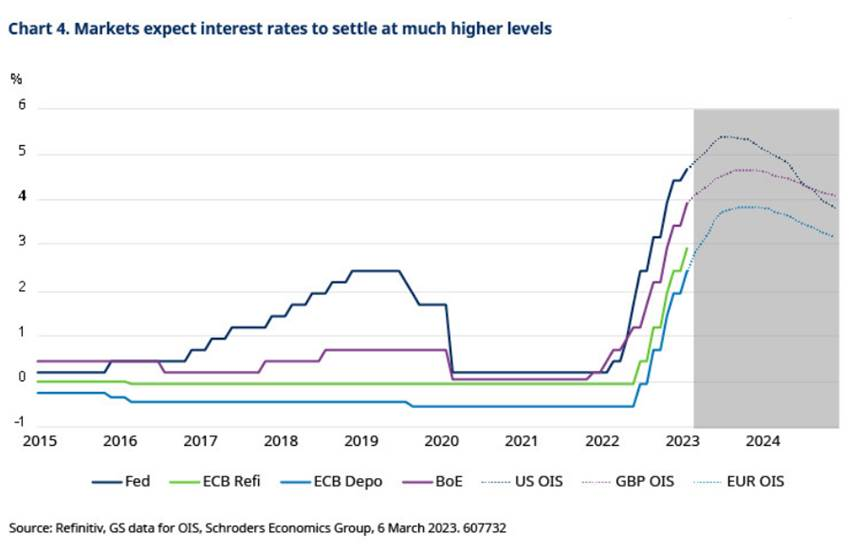 Chart 4. Markets expect interest rates to settle at much higher levels
%
6
5
4
3
2
1
0
-1
2015 2016 2017 2018 2019 2020 2021 2022 2023 2024
Fed ECB Refi ECB Depo BoE US OIS GBP OIS EUR OIS
Source: Refinitiv, GS data for OIS, Schroders Economics Group, 6 March 2023. 607732